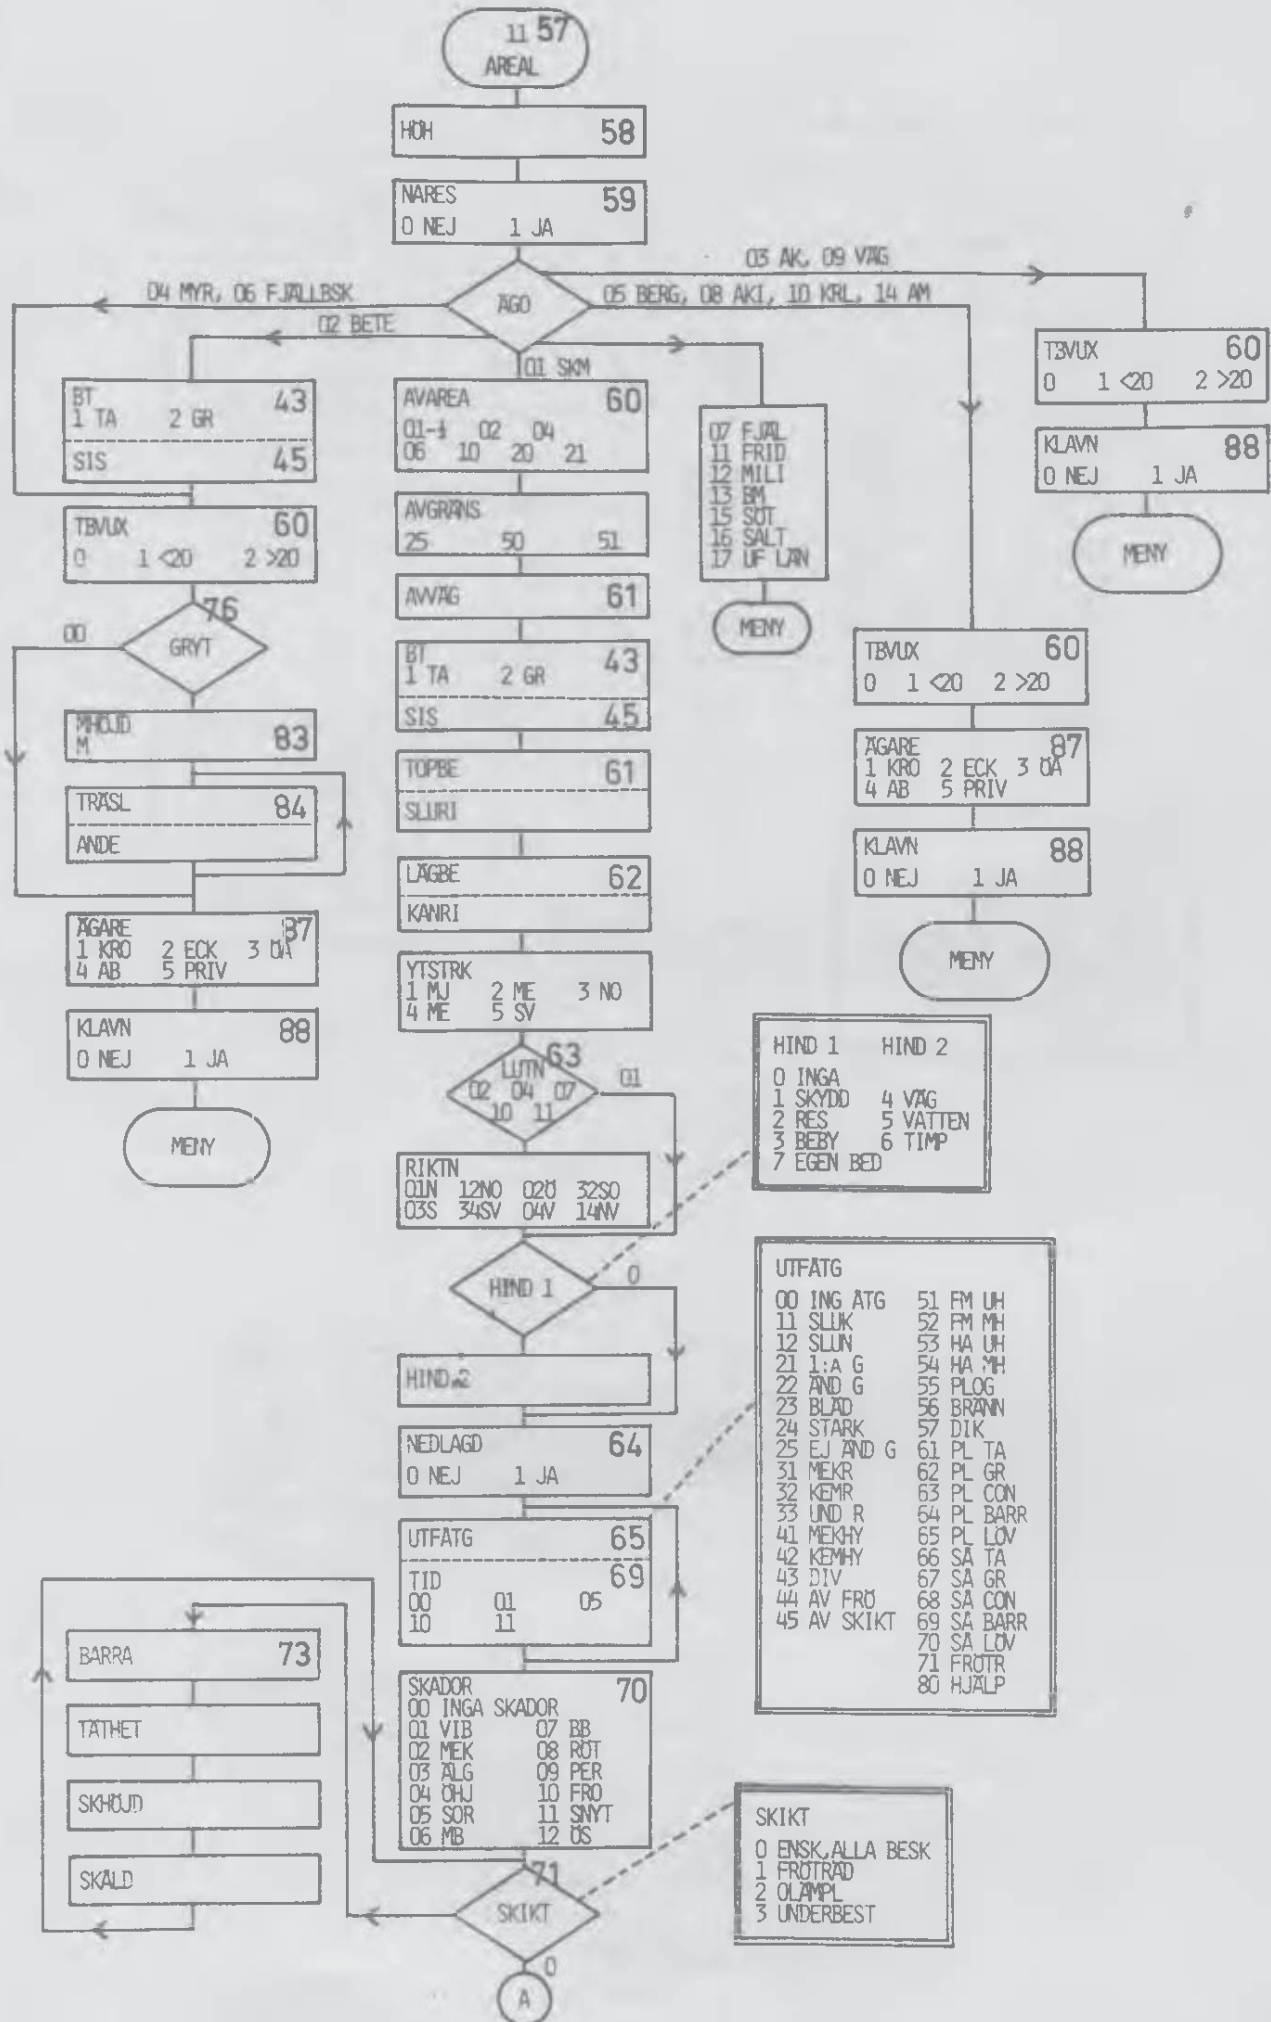 11 57
AREAL
HÖH 58
NARES 59
0 NEJ 1 JA
ÄGO
03 ÅK, 09 VÄG
04 MYR, 06 FJÄLLBSK
05 BERG, 08 ÅKI, 10 KRL, 14 AM
02 BETE
01 SKM
BT 43
1 TA 2 GR
SIS 45
TBVUX 60
0 1 <20 2 >20
76
GRYT
00
MHÖJD 83
M
TRÄSL 84
ANDE
ÄGARE 87
1 KRO 2 ECK 3 ÖA
4 AB 5 PRIV
KLAVN 88
0 NEJ 1 JA
MENY
AVAREA 60
02 04
06 10 20 21
AVGRÄNS
25 50 51
AVVÄG 61
BT 43
1 TA 2 GR
SIS 45
TOPBE 61
SLURI
LÄGBE 62
KANRI
YTSTRK
1 MJ 2 ME 3 NO
4 ME 5 SV
63
LUTN
02 04 07
10 11
01
RIKTN
01N 12NO 02Ö 32SO
03S 34SV 04V 14NV
HIND 1
0
HIND 2
NEDLAGD 64
0 NEJ 1 JA
UTFÅTG 65
TID 69
00 01 05
10 11
SKADOR 70
00 INGA SKADOR
01 VIB 07 BB
02 MEK 08 RÖT
03 ÄLG 09 PER
04 ÖHJ 10 FRO
05 SOR 11 SNYT
06 MB 12 ÖS
71
SKIKT
0
A
BARRA 73
TÄTHET
SKHÖJD
SKÅLD
07 FJÄL
11 FRID
12 MILI
13 BM
15 SÖT
16 SALT
17 UF LÄN
MENY
TBVUX 60
0 1 <20 2 >20
ÄGARE 87
1 KRO 2 ECK 3 ÖA
4 AB 5 PRIV
KLAVN 88
0 NEJ 1 JA
MENY
TBVUX 60
0 1 <20 2 >20
KLAVN 88
0 NEJ 1 JA
MENY
HIND 1 HIND 2
0 INGA
1 SKYDD 4 VÄG
2 RES 5 VATTEN
3 BEBY 6 TIMP
7 EGEN BED
UTFÅTG
00 ING ÅTG 51 FM UH
11 SLUK 52 FM MH
12 SLUN 53 HA UH
21 1:A G 54 HA MH
22 ÄND G 55 PLOG
23 BLÄD 56 BRÄNN
24 STARK 57 DIK
25 EJ ÄND G 61 PL TA
31 MEKR 62 PL GR
32 KEMR 63 PL CON
33 UND R 64 PL BARR
41 MEKHY 65 PL LÖV
42 KEMHY 66 SÅ TA
43 DIV 67 SÅ GR
44 AV FRÖ 68 SÅ CON
45 AV SKIKT 69 SÅ BARR
70 SÅ LÖV
71 FRÖTR
80 HJÄLP
SKIKT
0 ENSK,ALLA BESK
1 FRÖTRÄD
2 OLÄMPL
3 UNDERBEST